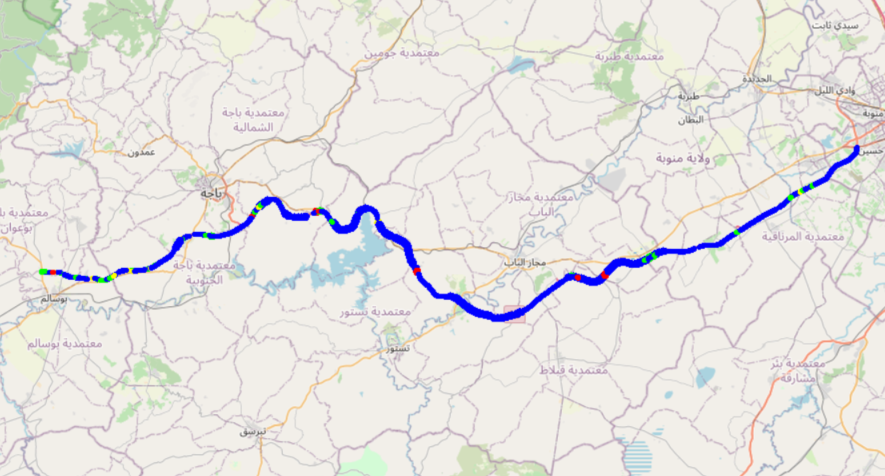 سيدي ثابت
معتمدية جومين
معتمدية طبربة
الجديدة
وادي الليل
طبربة
منوبة
معتمدية باجة
الشمالية
البطان
عمدون
حسين
ولاية منوبة
باجة
معتمدية مجاز
الباب
بوعوان
معتمدية المرناقية
مجاز الباب
معتمدية باجة
الجنوبية
بوسالم
معتمدية تستور
معتمدية بوسالم
تستور
معتمدية قبلاط
معتمدية بئر
مشارقة
تبرسق